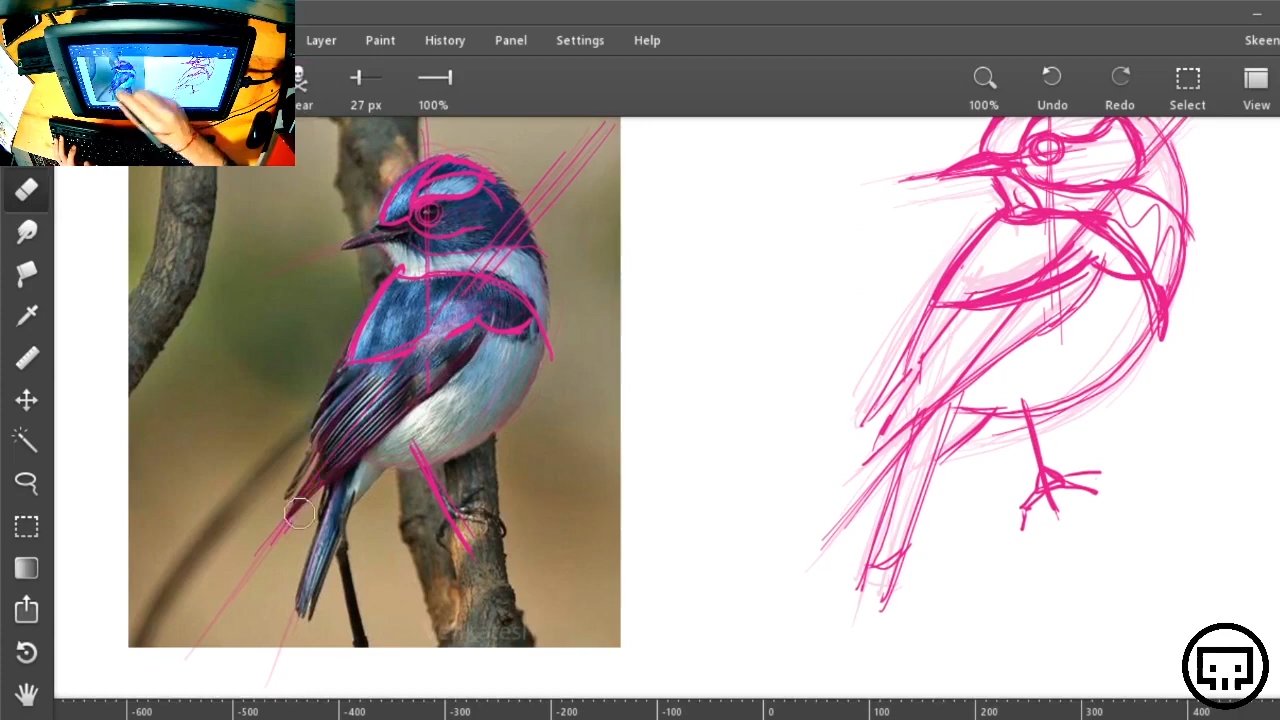 Layer Paint History Panel Settings Help Skeen
ear 27 px 100% 100% Undo Redo Select View
-600 -500 -400 -300 -200 -100 0 100 200 300 400